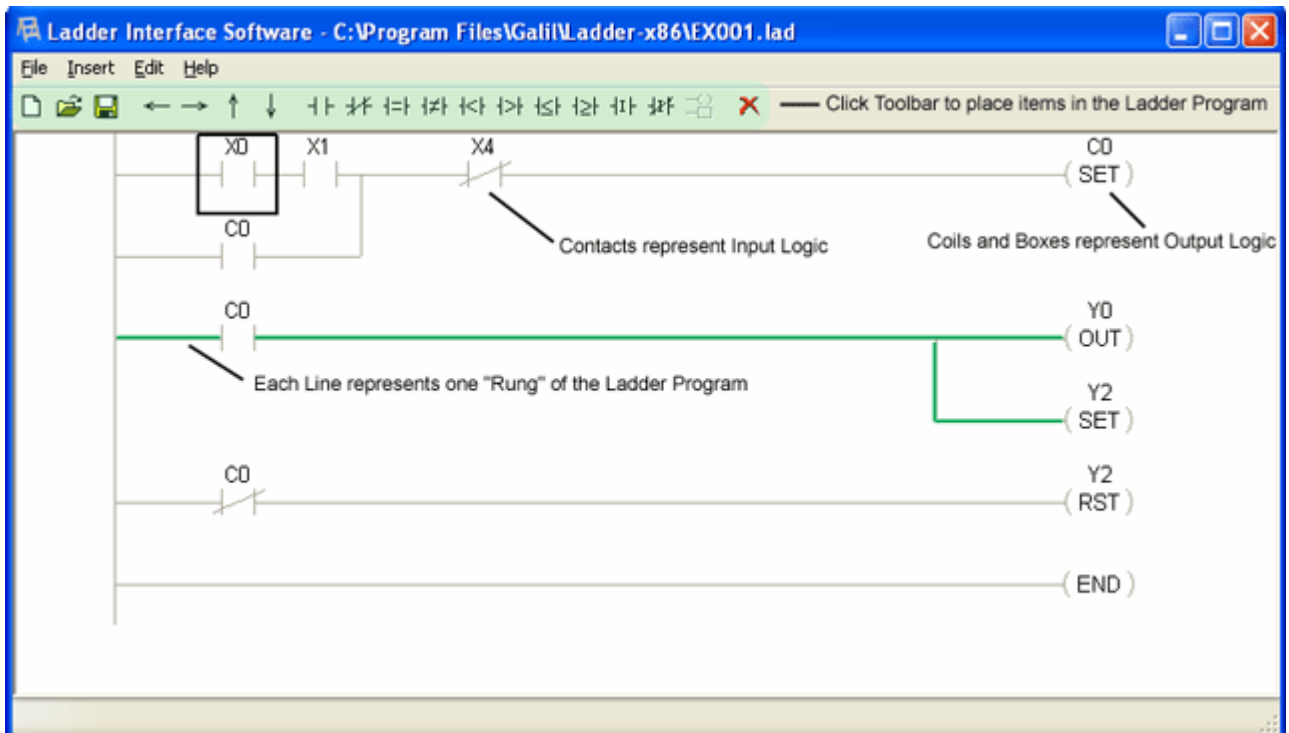 Ladder Interface Software - C:\Program Files\Galil\Ladder-x86\EX001.lad
File Insert Edit Help
Click Toolbar to place items in the Ladder Program
X0 X1 X4 C0
SET
Contacts represent Input Logic
Coils and Boxes represent Output Logic
C0
C0 Y0
OUT
Each Line represents one "Rung" of the Ladder Program
Y2
SET
C0 Y2
RST
END